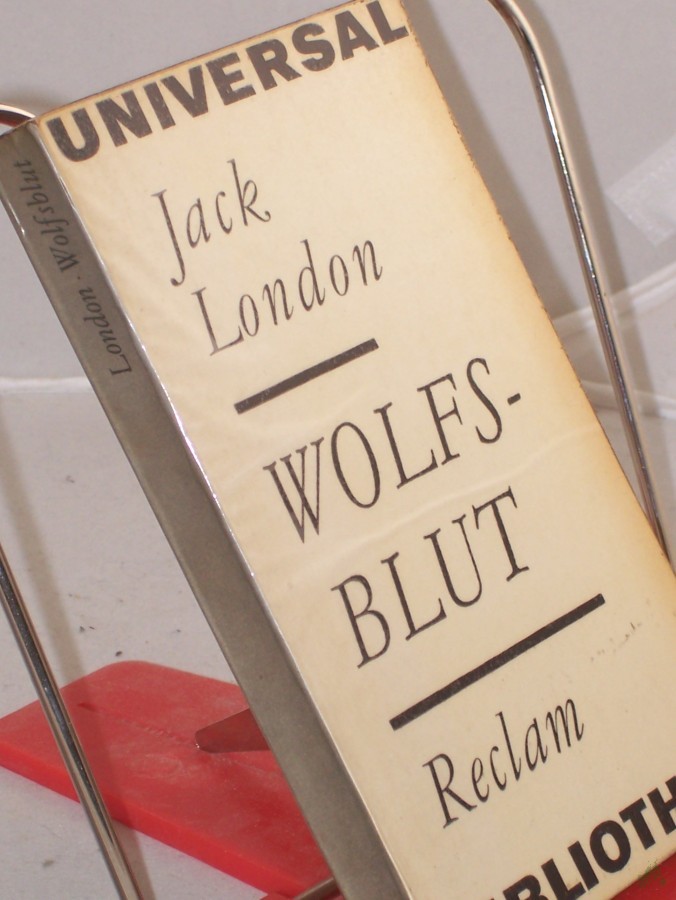 UNIVERSAL
Jack
London
WOLFS-
BLUT
Reclam
BLIOTH
London · Wolfsblut